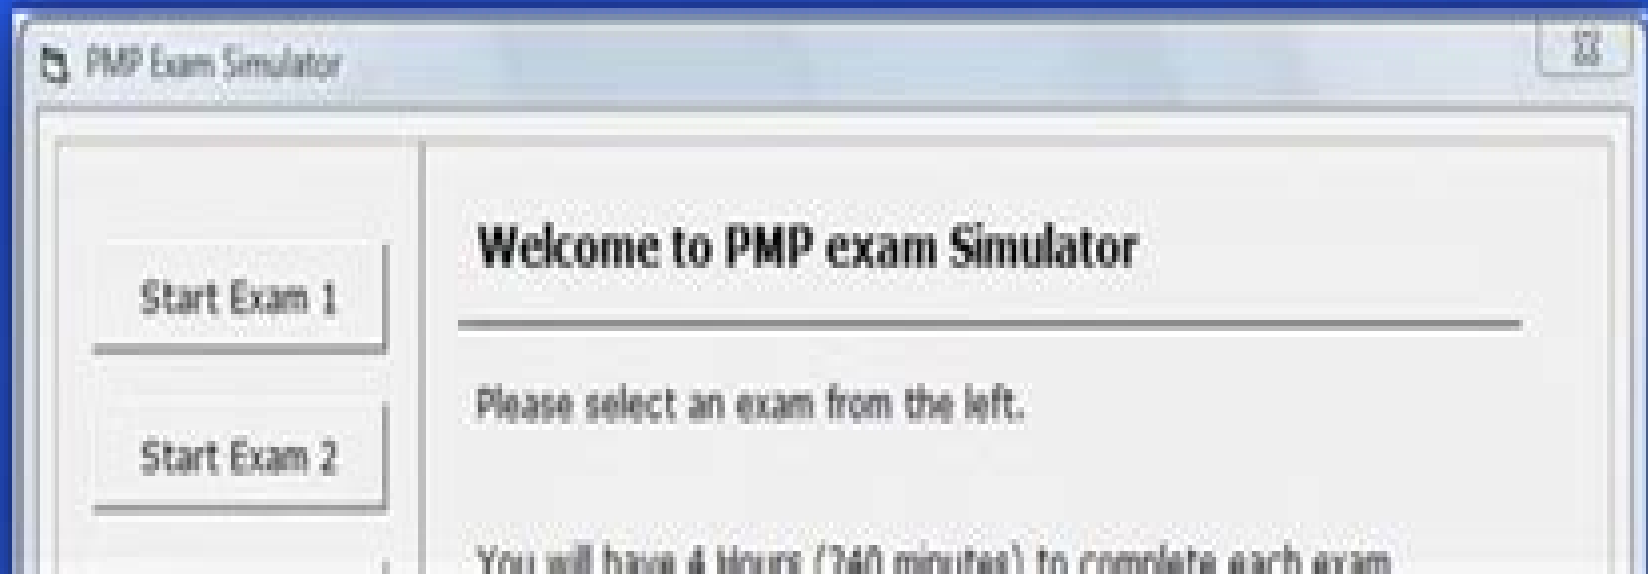 PMP Exam Simulator
Welcome to PMP exam Simulator
Start Exam 1
Please select an exam from the left.
Start Exam 2
You will have 4 Hours (240 minutes) to complete each exam